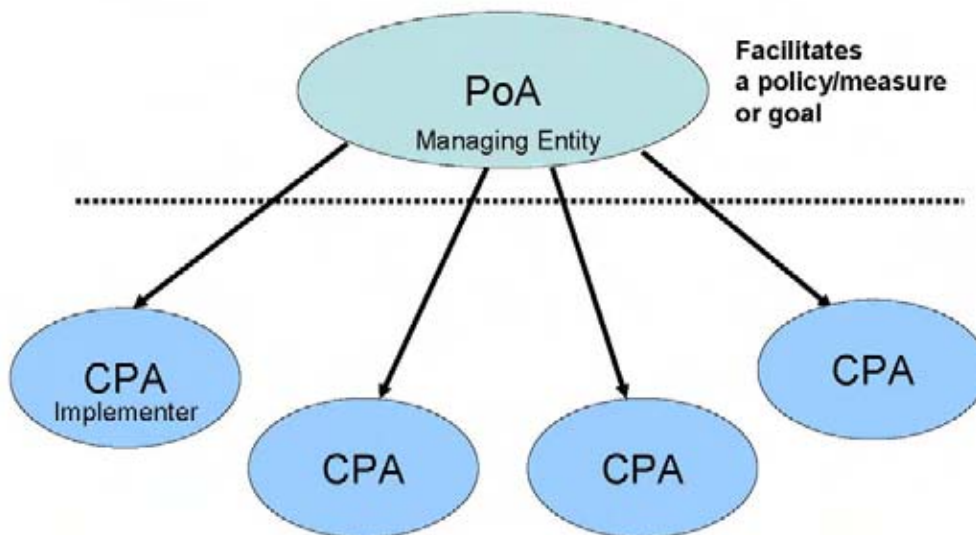 Facilitates
a policy/measure
or goal
PoA
Managing Entity
CPA
Implementer
CPA
CPA
CPA